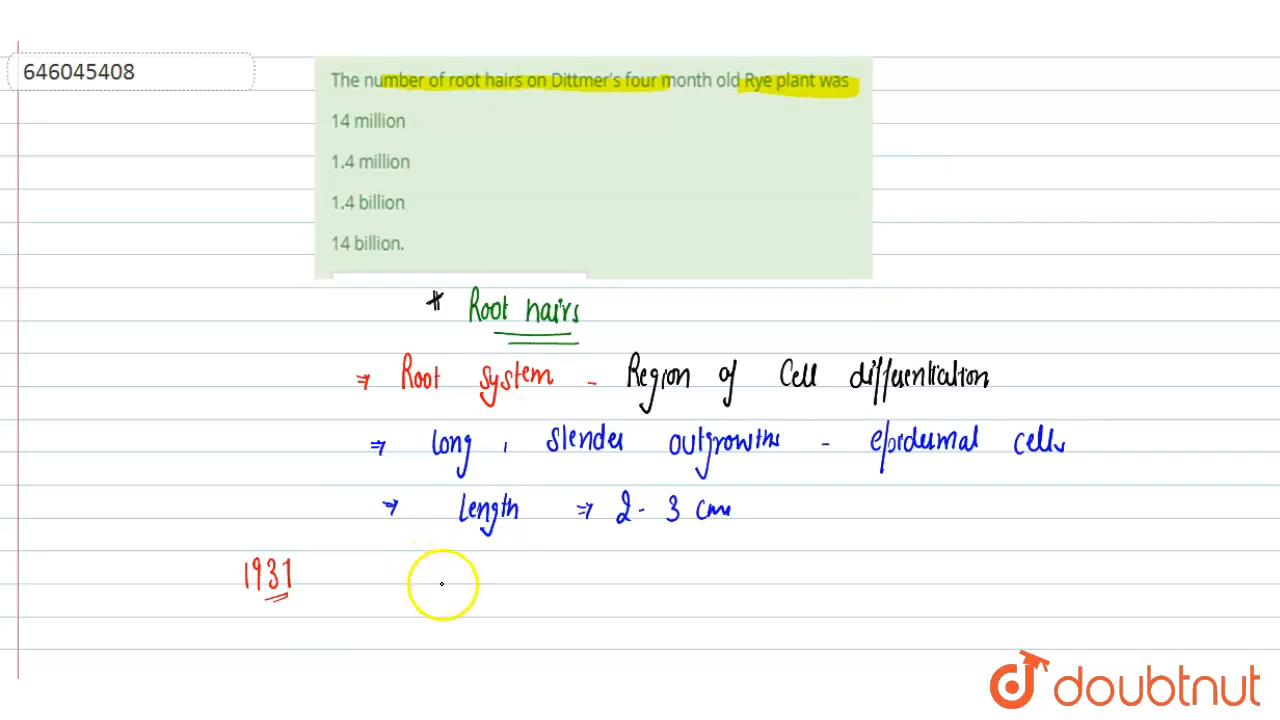 646045408
The number of root hairs on Dittmer's four month old Rye plant was
14 million
1.4 million
1.4 billion
14 billion.
* Root hairs
⇒ Root system - Region of Cell differentiation
⇒ long , slender outgrowths - epidermal cells
→ length ⇒ 2 - 3 cm
1937
doubtnut